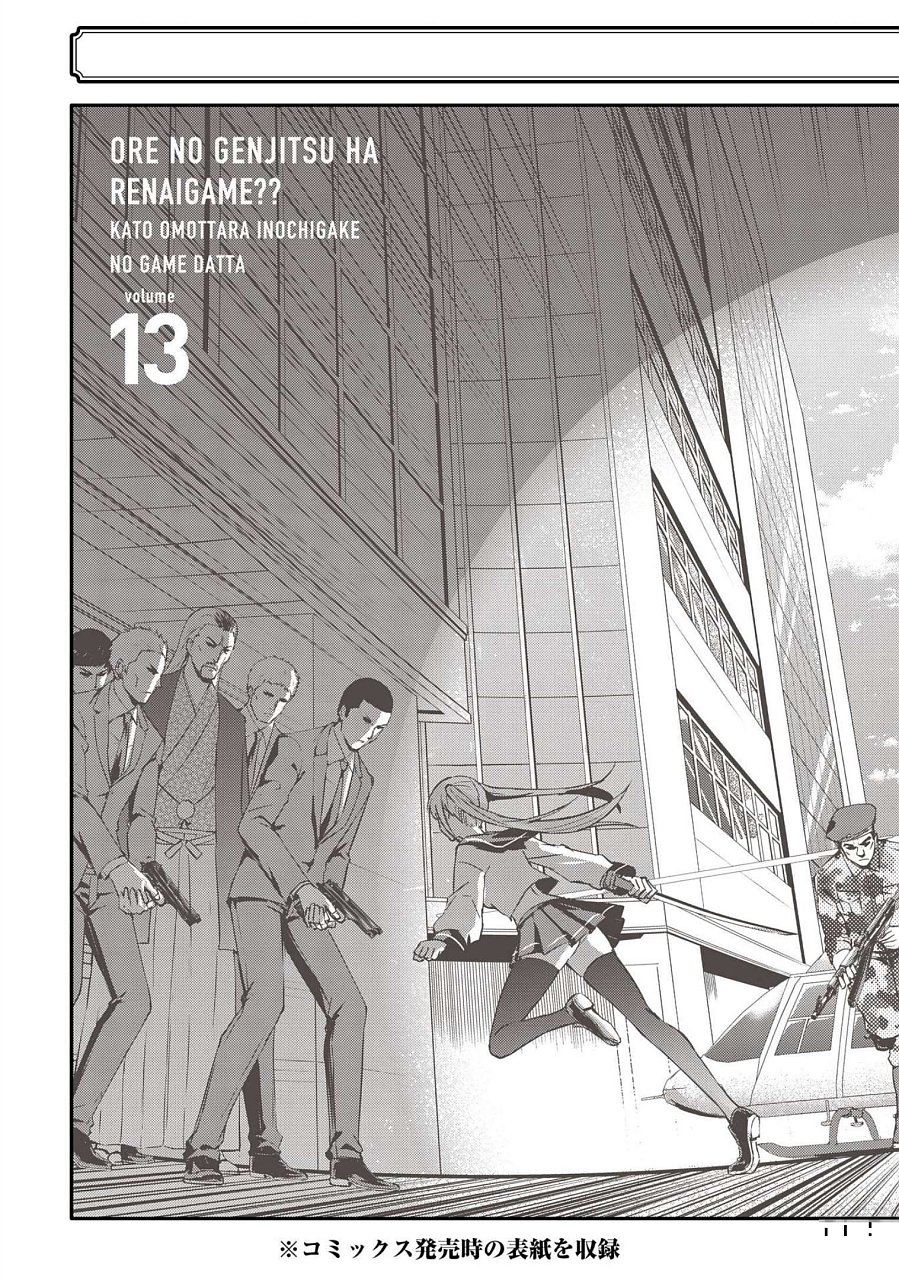 ORE NO GENJITSU HA
RENAIGAME??
KATO OMOTTARA INOCHIGAKE
NO GAME DATTA
volume
13
※コミックス発売時の表紙を収録